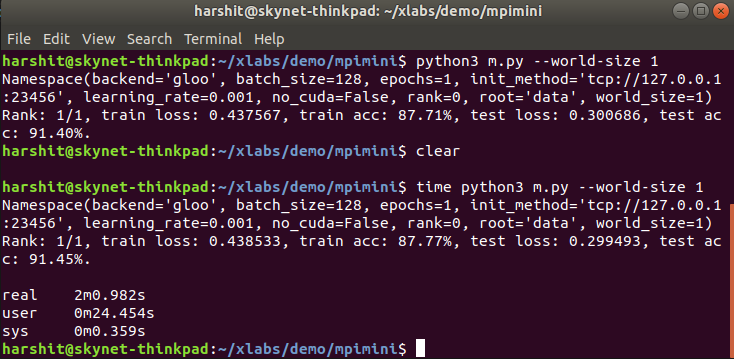 harshit@skynet-thinkpad: ~/xlabs/demo/mpimini
File Edit View Search Terminal Help
harshit@skynet-thinkpad:~/xlabs/demo/mpimini$ python3 m.py --world-size 1
Namespace(backend='gloo', batch_size=128, epochs=1, init_method='tcp://127.0.0.1
:23456', learning_rate=0.001, no_cuda=False, rank=0, root='data', world_size=1)
Rank: 1/1, train loss: 0.437567, train acc: 87.71%, test loss: 0.300686, test ac
c: 91.40%.
harshit@skynet-thinkpad:~/xlabs/demo/mpimini$ clear
harshit@skynet-thinkpad:~/xlabs/demo/mpimini$ time python3 m.py --world-size 1
Namespace(backend='gloo', batch_size=128, epochs=1, init_method='tcp://127.0.0.1
:23456', learning_rate=0.001, no_cuda=False, rank=0, root='data', world_size=1)
Rank: 1/1, train loss: 0.438533, train acc: 87.77%, test loss: 0.299493, test ac
c: 91.45%.
real 2m0.982s
user 0m24.454s
sys 0m0.359s
harshit@skynet-thinkpad:~/xlabs/demo/mpimini$